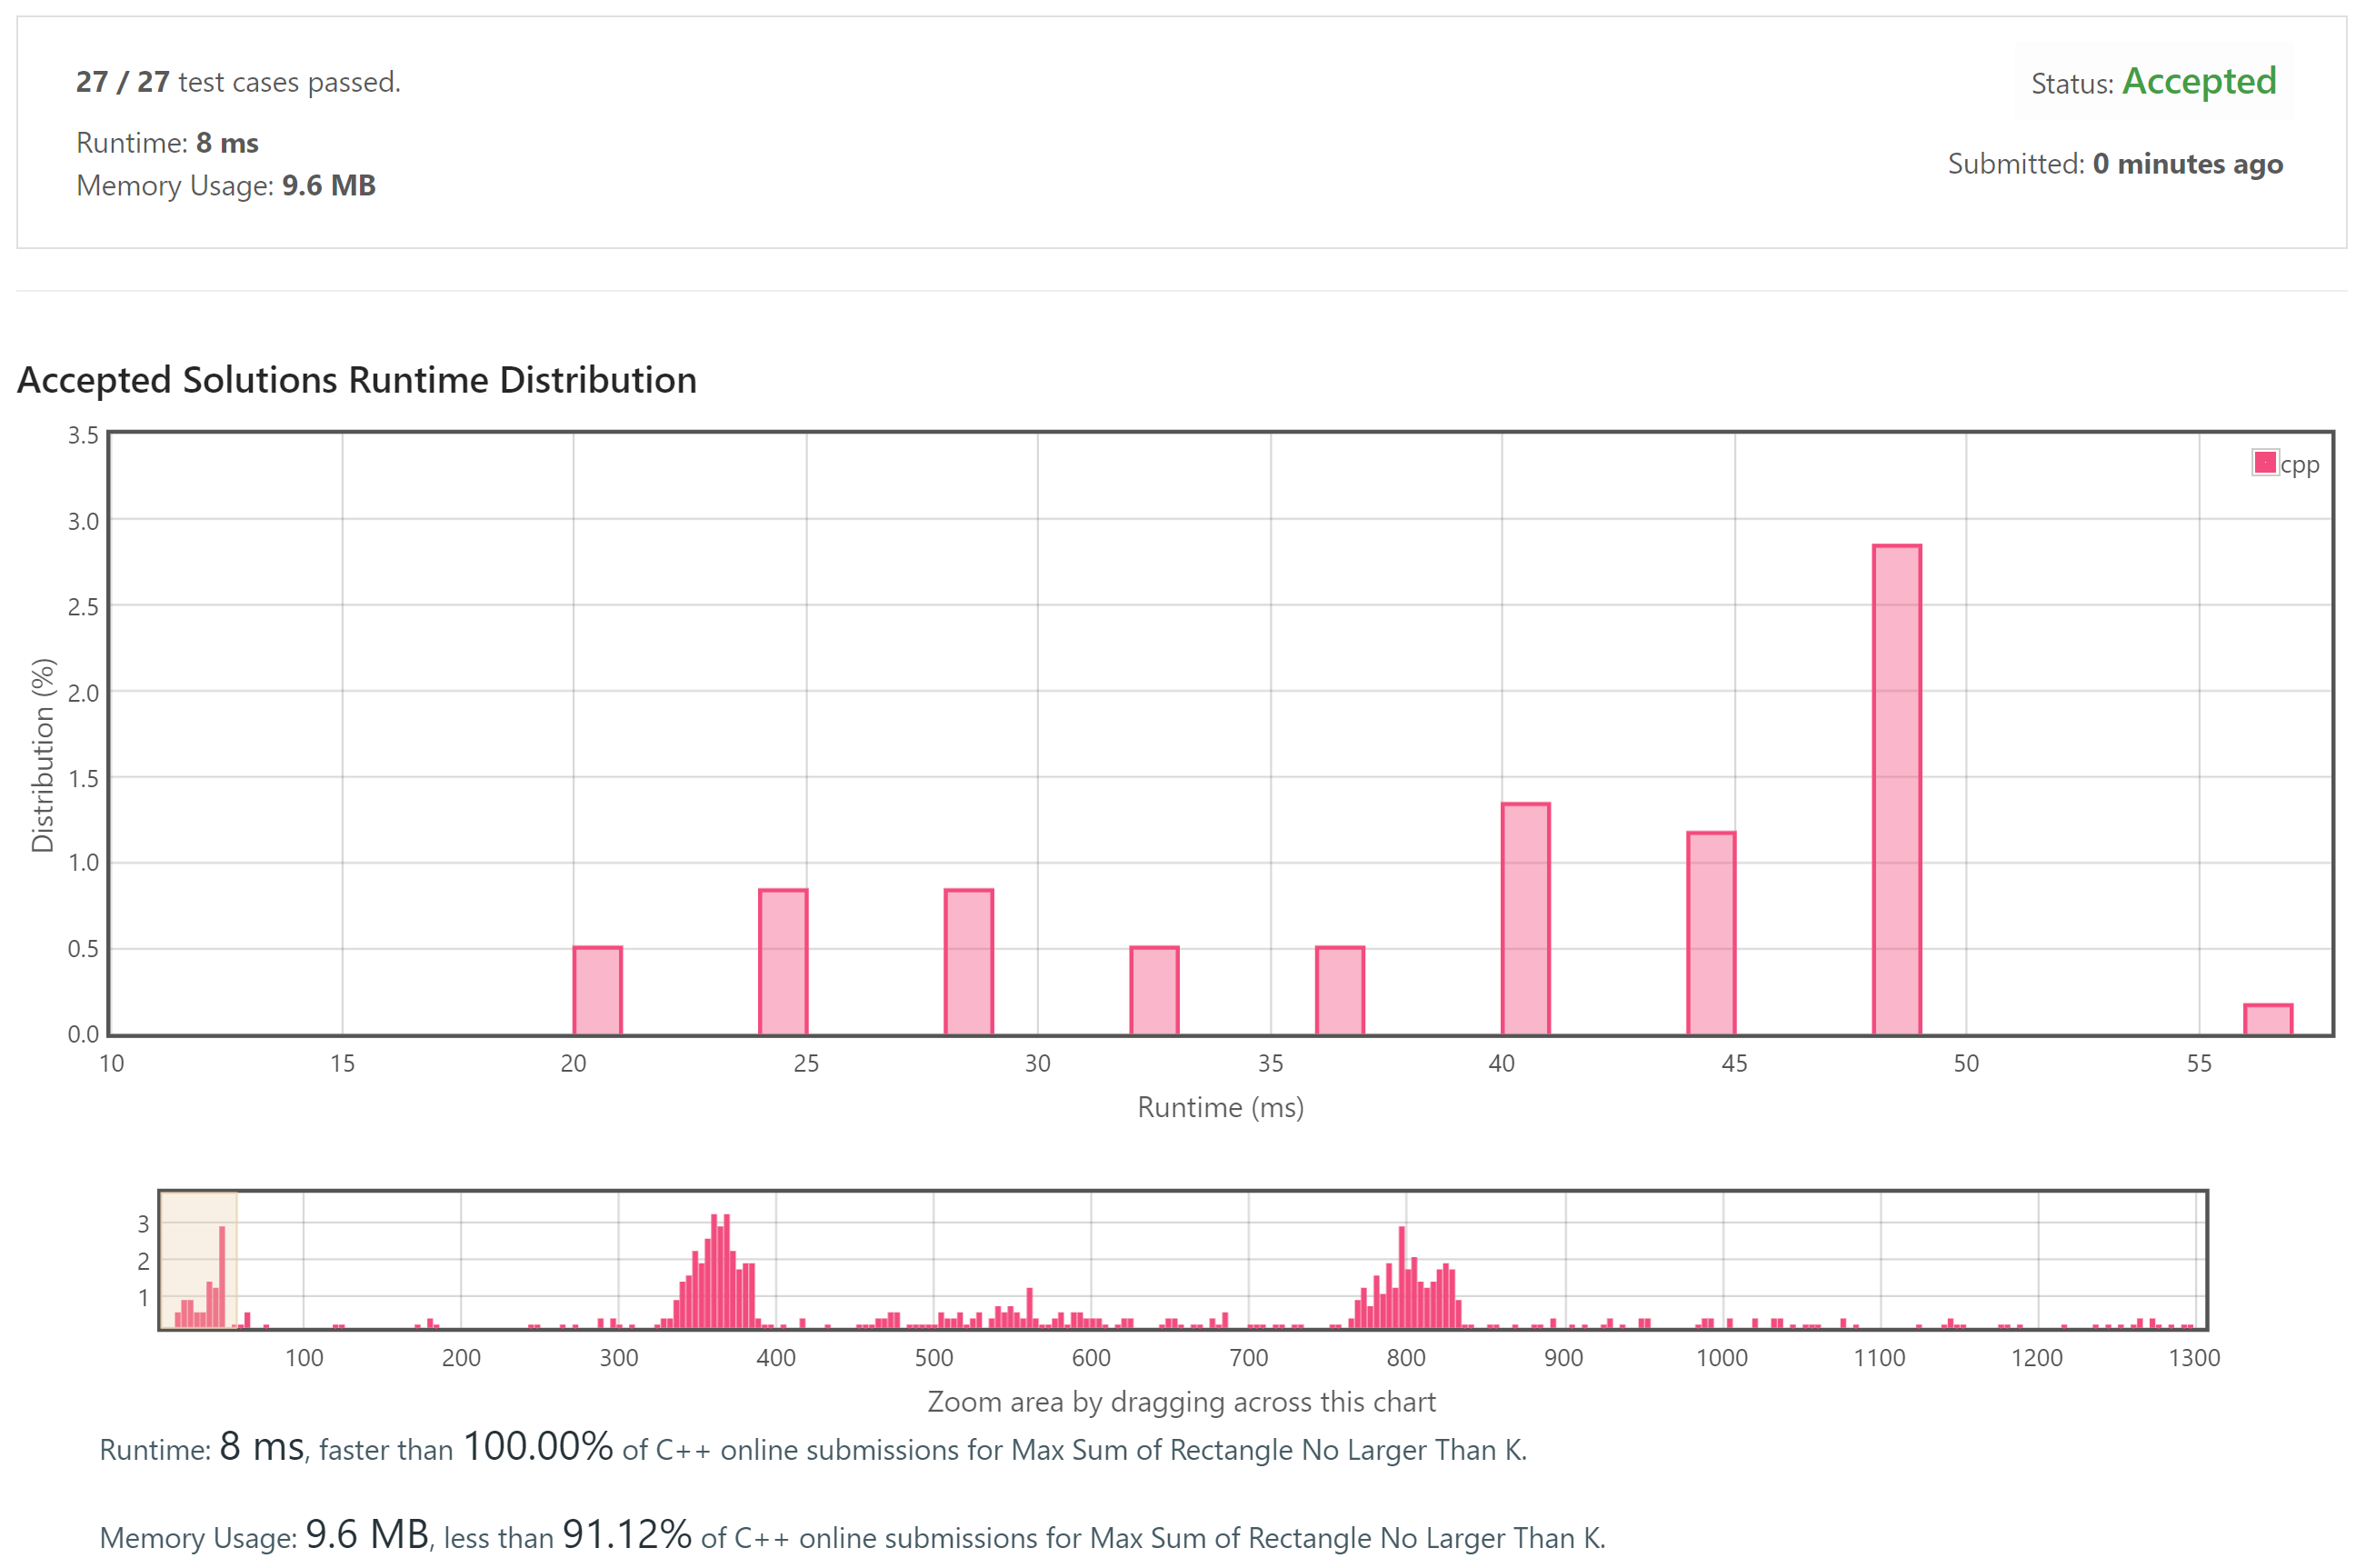 27 / 27 test cases passed.
Status: Accepted
Runtime: 8 ms
Submitted: 0 minutes ago
Memory Usage: 9.6 MB
Accepted Solutions Runtime Distribution
3.5
cpp
3.0
2.5
2.0
1.5
1.0
0.5
0.0
Distribution (%)
10 15 20 25 30 35 40 45 50 55
Runtime (ms)
3
2
1
100 200 300 400 500 600 700 800 900 1000 1100 1200 1300
Zoom area by dragging across this chart
Runtime: 8 ms, faster than 100.00% of C++ online submissions for Max Sum of Rectangle No Larger Than K.
Memory Usage: 9.6 MB, less than 91.12% of C++ online submissions for Max Sum of Rectangle No Larger Than K.